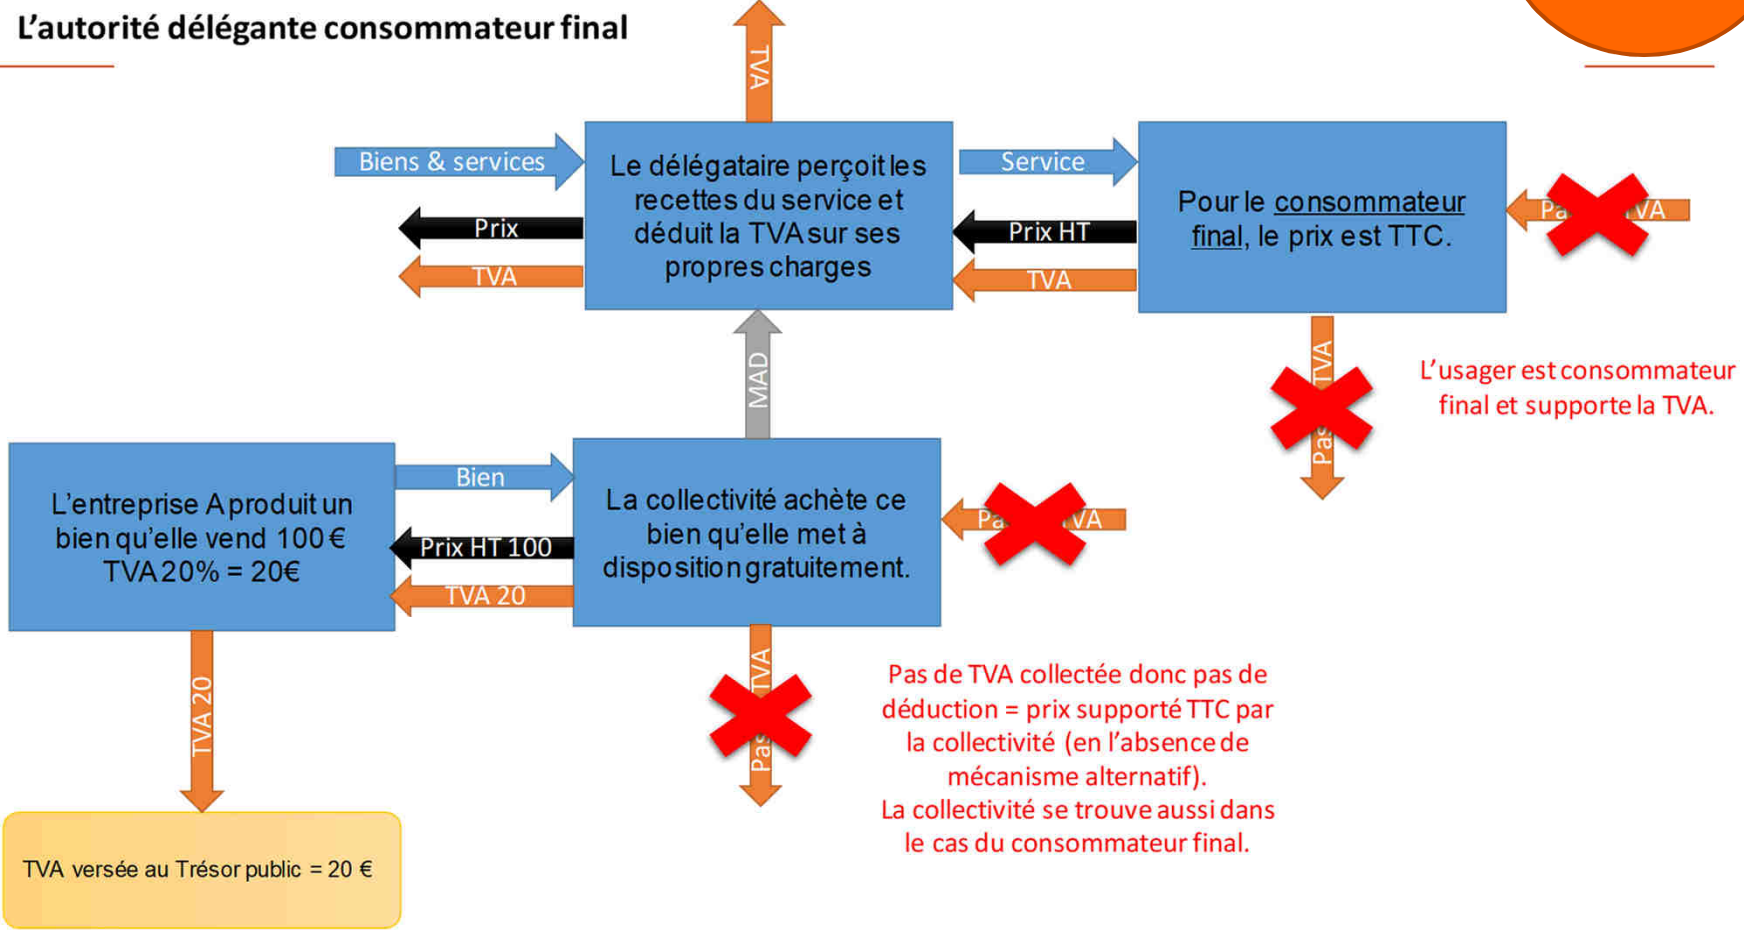 L'autorité délégante consommateur final
TVA
Biens & services
Prix
TVA
Le délégataire perçoit les
recettes du service et
déduit la TVA sur ses
propres charges
Service
Prix HT
TVA
Pour le consommateur
final, le prix est TTC.
TVA
TVA
L'usager est consommateur
final et supporte la TVA.
MAD
L'entreprise A produit un
bien qu'elle vend 100 €
TVA 20% = 20€
Bien
Prix HT 100
TVA 20
La collectivité achète ce
bien qu'elle met à
disposition gratuitement.
TVA 20
Pas TVA
Pas de TVA collectée donc pas de
déduction = prix supporté TTC par
la collectivité (en l'absence de
mécanisme alternatif).
La collectivité se trouve aussi dans
le cas du consommateur final.
TVA versée au Trésor public = 20 €